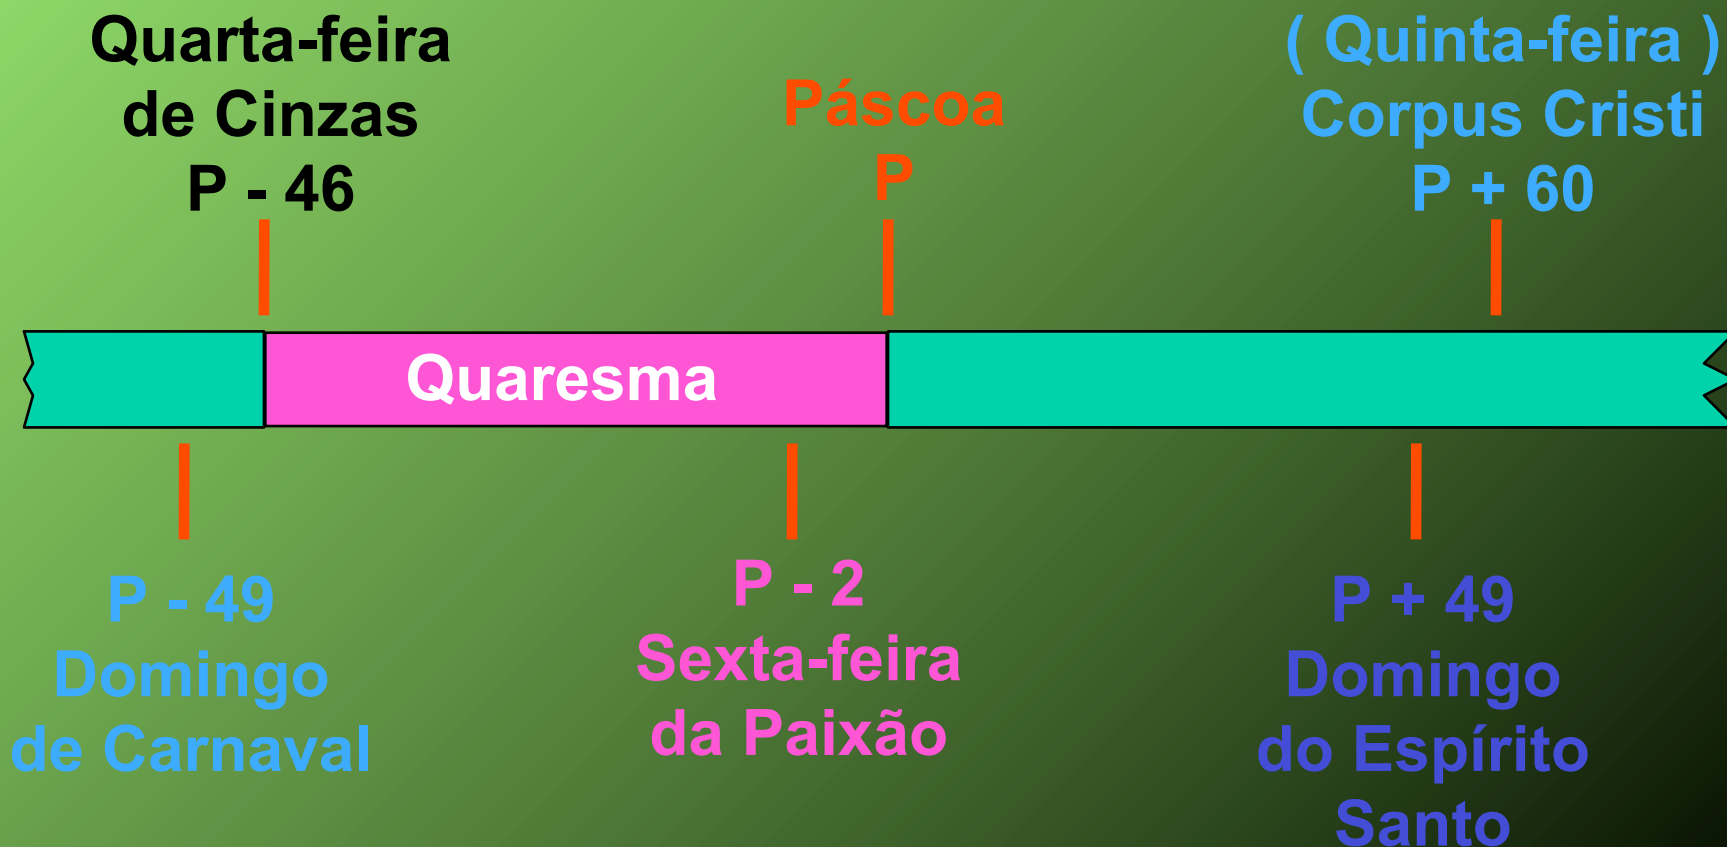 Quarta-feira
de Cinzas
P - 46
Páscoa
P
( Quinta-feira )
Corpus Cristi
P + 60
Quaresma
P - 49
Domingo
de Carnaval
P - 2
Sexta-feira
da Paixão
P + 49
Domingo
do Espírito
Santo